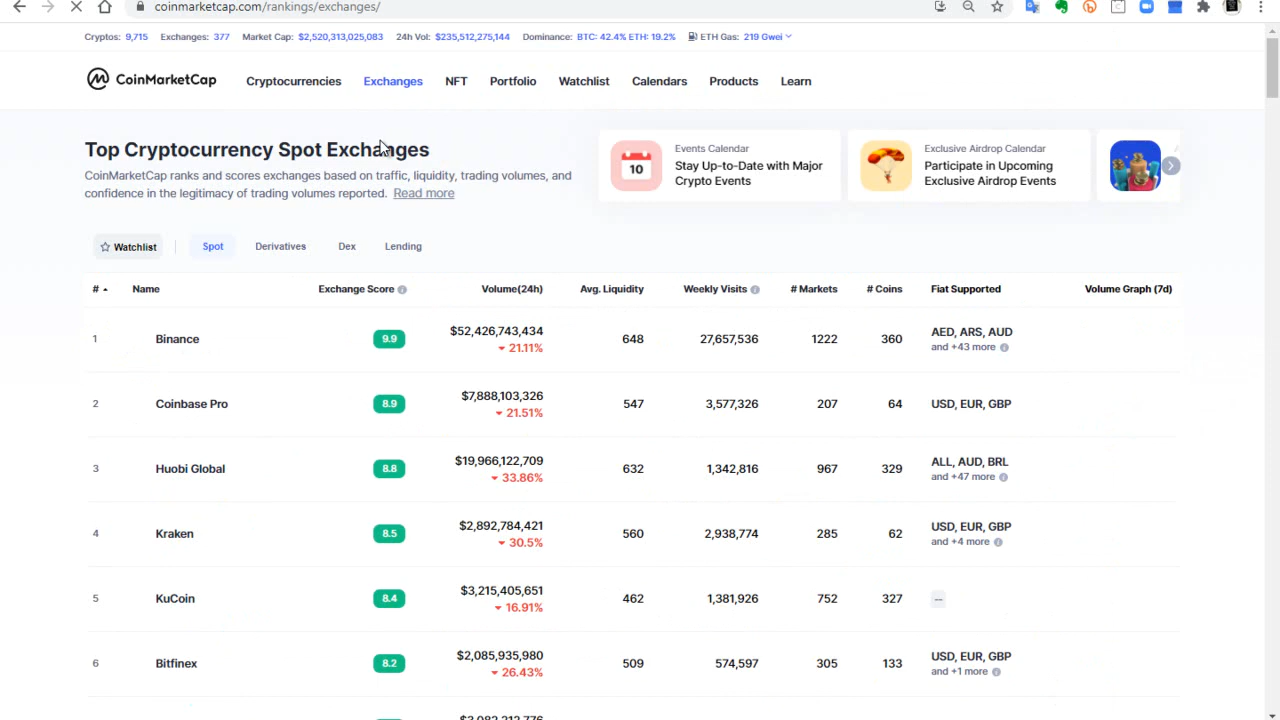 coinmarketcap.com/rankings/exchanges/
Cryptos: 9,715 Exchanges: 377 Market Cap: $2,520,313,025,083 24h Vol: $235,512,275,144 Dominance: BTC: 42.4% ETH: 19.2% ETH Gas: 219 Gwei
CoinMarketCap Cryptocurrencies Exchanges NFT Portfolio Watchlist Calendars Products Learn
Top Cryptocurrency Spot Exchanges
CoinMarketCap ranks and scores exchanges based on traffic, liquidity, trading volumes, and
confidence in the legitimacy of trading volumes reported. Read more
10
Events Calendar
Stay Up-to-Date with Major
Crypto Events
Exclusive Airdrop Calendar
Participate in Upcoming
Exclusive Airdrop Events
Watchlist Spot Derivatives Dex Lending
# Name Exchange Score Volume(24h) Avg. Liquidity Weekly Visits # Markets # Coins Fiat Supported Volume Graph (7d)
1 Binance 9.9 $52,426,743,434 648 27,657,536 1222 360 AED, ARS, AUD
21.11% and +43 more
2 Coinbase Pro 8.9 $7,888,103,326 547 3,577,326 207 64 USD, EUR, GBP
21.51%
3 Huobi Global 8.8 $19,966,122,709 632 1,342,816 967 329 ALL, AUD, BRL
33.86% and +47 more
4 Kraken 8.5 $2,892,784,421 560 2,938,774 285 62 USD, EUR, GBP
30.5% and +4 more
5 KuCoin 8.4 $3,215,405,651 462 1,381,926 752 327 --
16.91%
6 Bitfinex 8.2 $2,085,935,980 509 574,597 305 133 USD, EUR, GBP
26.43% and +1 more